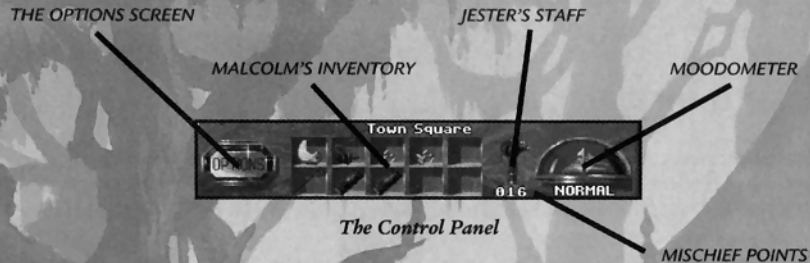 THE OPTIONS SCREEN
JESTER'S STAFF
MALCOLM'S INVENTORY
MOODOMETER
Town Square
OPTIONS
016
NORMAL
The Control Panel
MISCHIEF POINTS